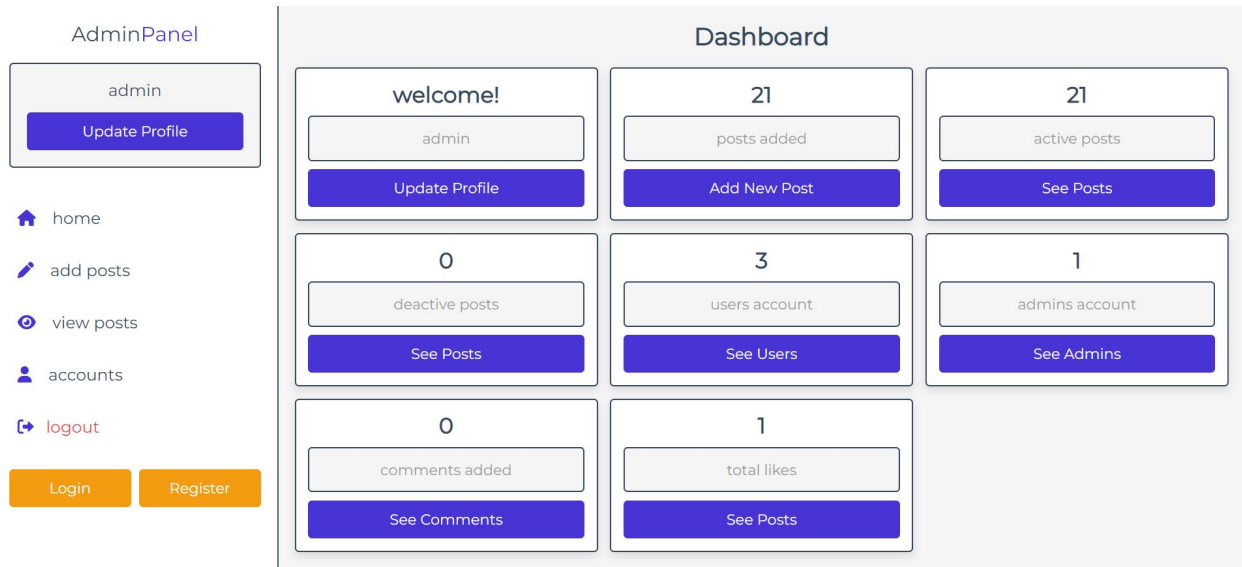 AdminPanel
admin
Update Profile
home
add posts
view posts
accounts
logout
Login
Register
Dashboard
welcome!
admin
Update Profile
21
posts added
Add New Post
21
active posts
See Posts
0
deactive posts
See Posts
3
users account
See Users
1
admins account
See Admins
0
comments added
See Comments
1
total likes
See Posts